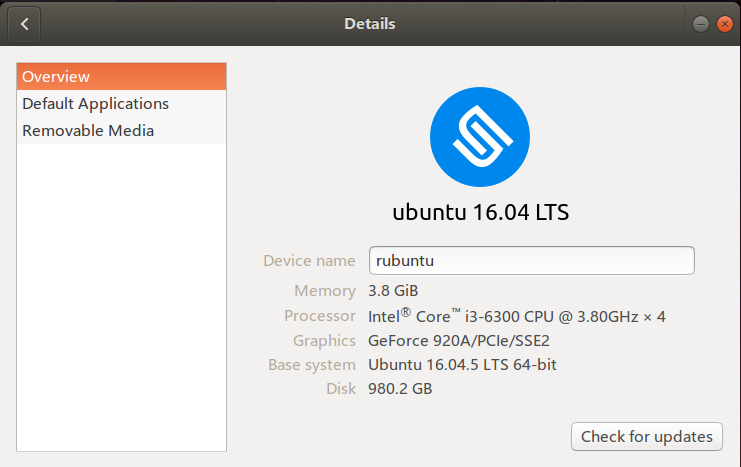 Details
Overview
Default Applications
Removable Media
ubuntu 16.04 LTS
Device name rubuntu
Memory 3.8 GiB
Processor Intel® Core™ i3-6300 CPU @ 3.80GHz × 4
Graphics GeForce 920A/PCIe/SSE2
Base system Ubuntu 16.04.5 LTS 64-bit
Disk 980.2 GB
Check for updates